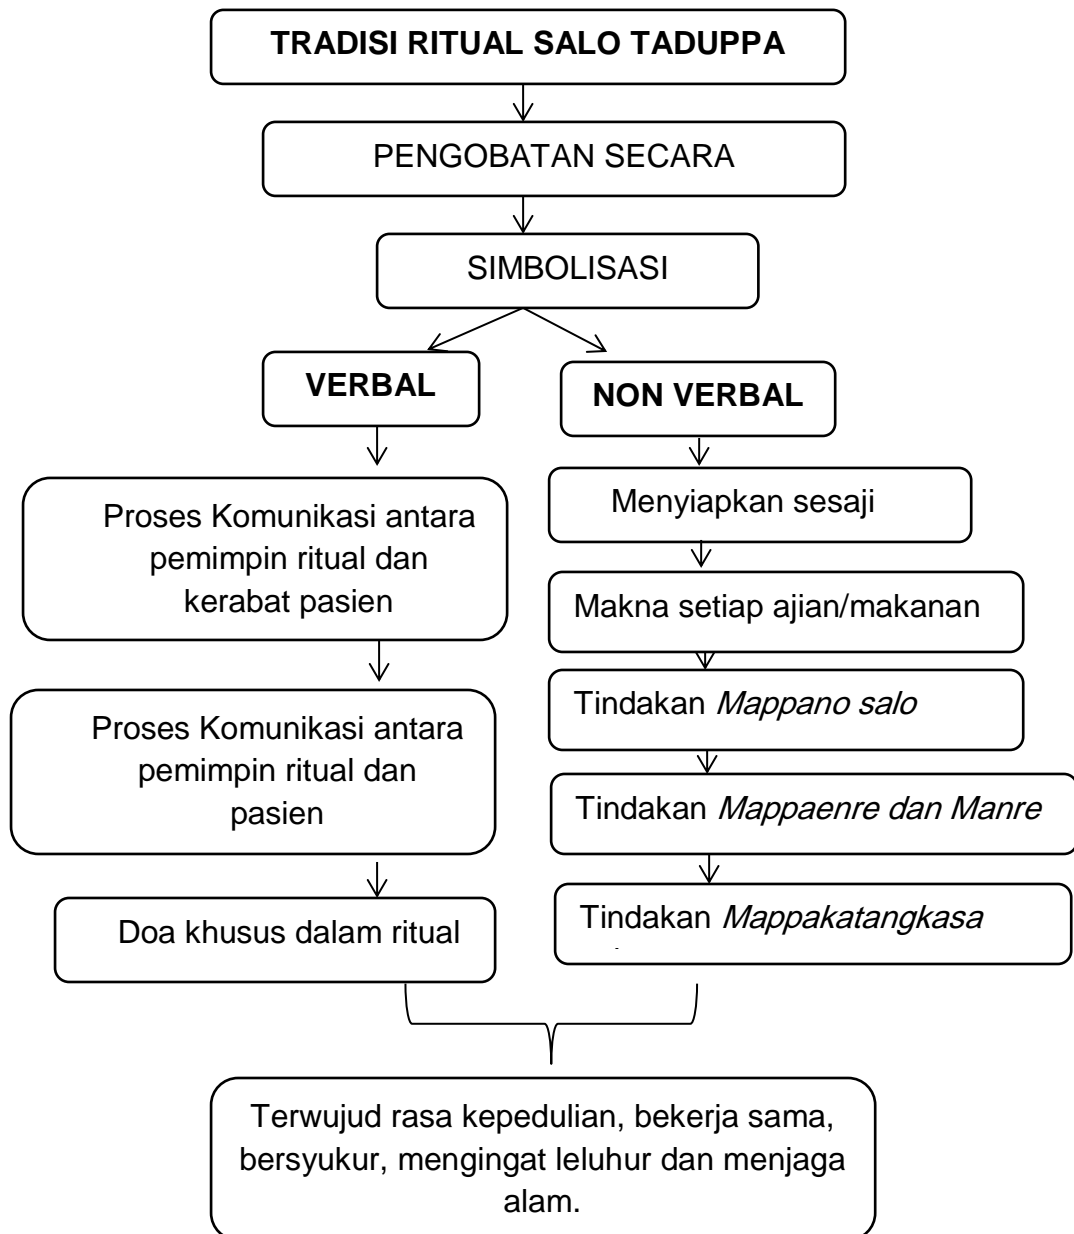 TRADISI RITUAL SALO TADUPPA
PENGOBATAN SECARA
SIMBOLISASI
VERBAL
NON VERBAL
Proses Komunikasi antara
pemimpin ritual dan
kerabat pasien
Proses Komunikasi antara
pemimpin ritual dan
pasien
Doa khusus dalam ritual
Menyiapkan sesaji
Makna setiap ajian/makanan
Tindakan Mappano salo
Tindakan Mappaenre dan Manre
Tindakan Mappakatangkasa
Terwujud rasa kepedulian, bekerja sama,
bersyukur, mengingat leluhur dan menjaga
alam.